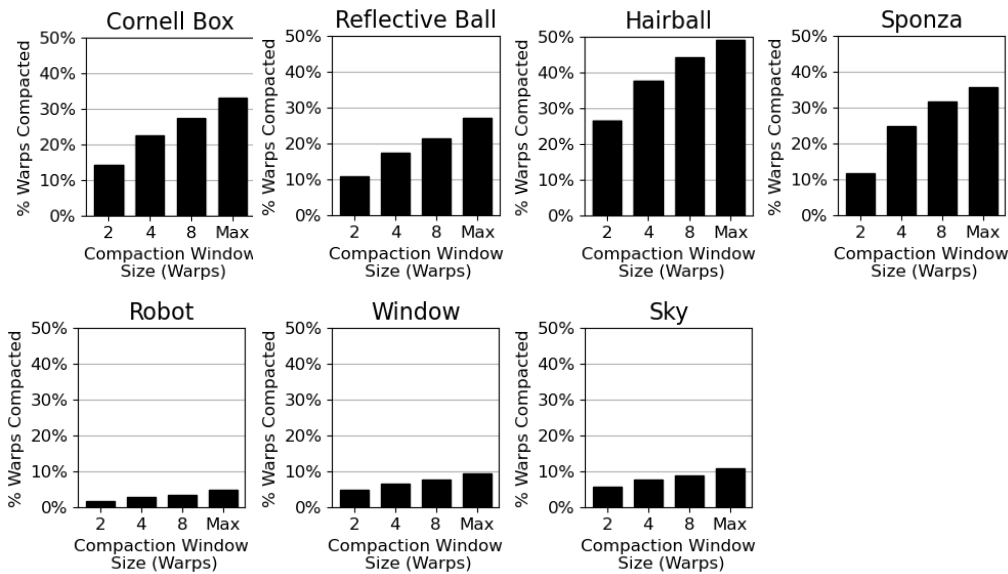 Cornell Box
% Warps Compacted
50%
40%
30%
20%
10%
0%
2 4 8 Max
Compaction Window
Size (Warps)
Reflective Ball
% Warps Compacted
50%
40%
30%
20%
10%
0%
2 4 8 Max
Compaction Window
Size (Warps)
Hairball
% Warps Compacted
50%
40%
30%
20%
10%
0%
2 4 8 Max
Compaction Window
Size (Warps)
Sponza
% Warps Compacted
50%
40%
30%
20%
10%
0%
2 4 8 Max
Compaction Window
Size (Warps)
Robot
% Warps Compacted
50%
40%
30%
20%
10%
0%
2 4 8 Max
Compaction Window
Size (Warps)
Window
% Warps Compacted
50%
40%
30%
20%
10%
0%
2 4 8 Max
Compaction Window
Size (Warps)
Sky
% Warps Compacted
50%
40%
30%
20%
10%
0%
2 4 8 Max
Compaction Window
Size (Warps)